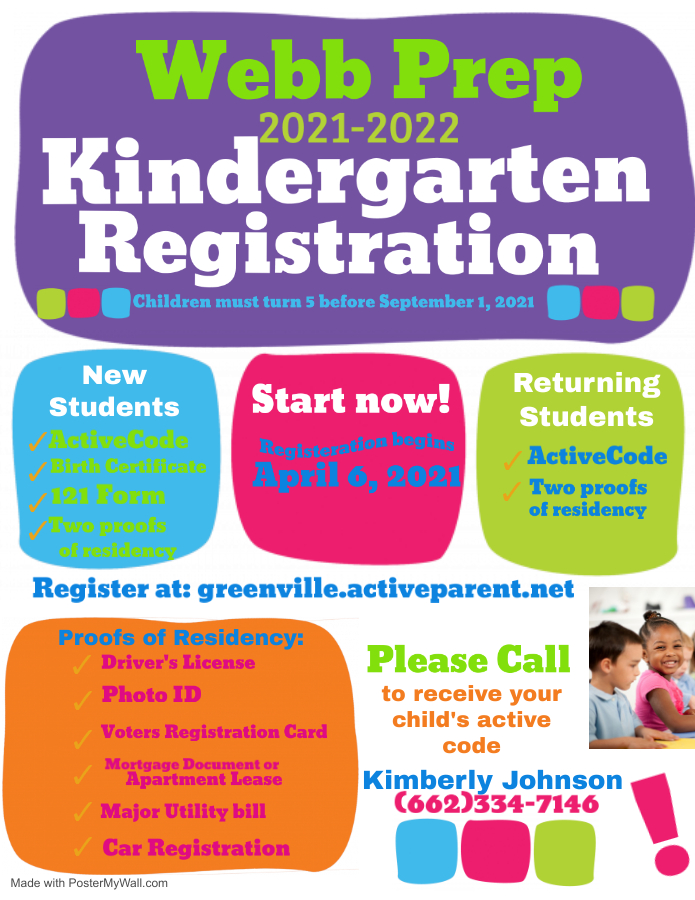 Webb Prep
2021-2022
Kindergarten
Registration
Children must turn 5 before September 1, 2021
New
Students
ActiveCode
Birth Certificate
121 Form
Two proofs
of residency
Start now!
Registeration begins
April 6, 2021
Returning
Students
ActiveCode
Two proofs
of residency
Register at: greenville.activeparent.net
Proofs of Residency:
Driver's License
Photo ID
Voters Registration Card
Mortgage Document or
Apartment Lease
Major Utility bill
Car Registration
Please Call
to receive your
child's active
code
Kimberly Johnson
(662)334-7146
!
Made with PosterMyWall.com